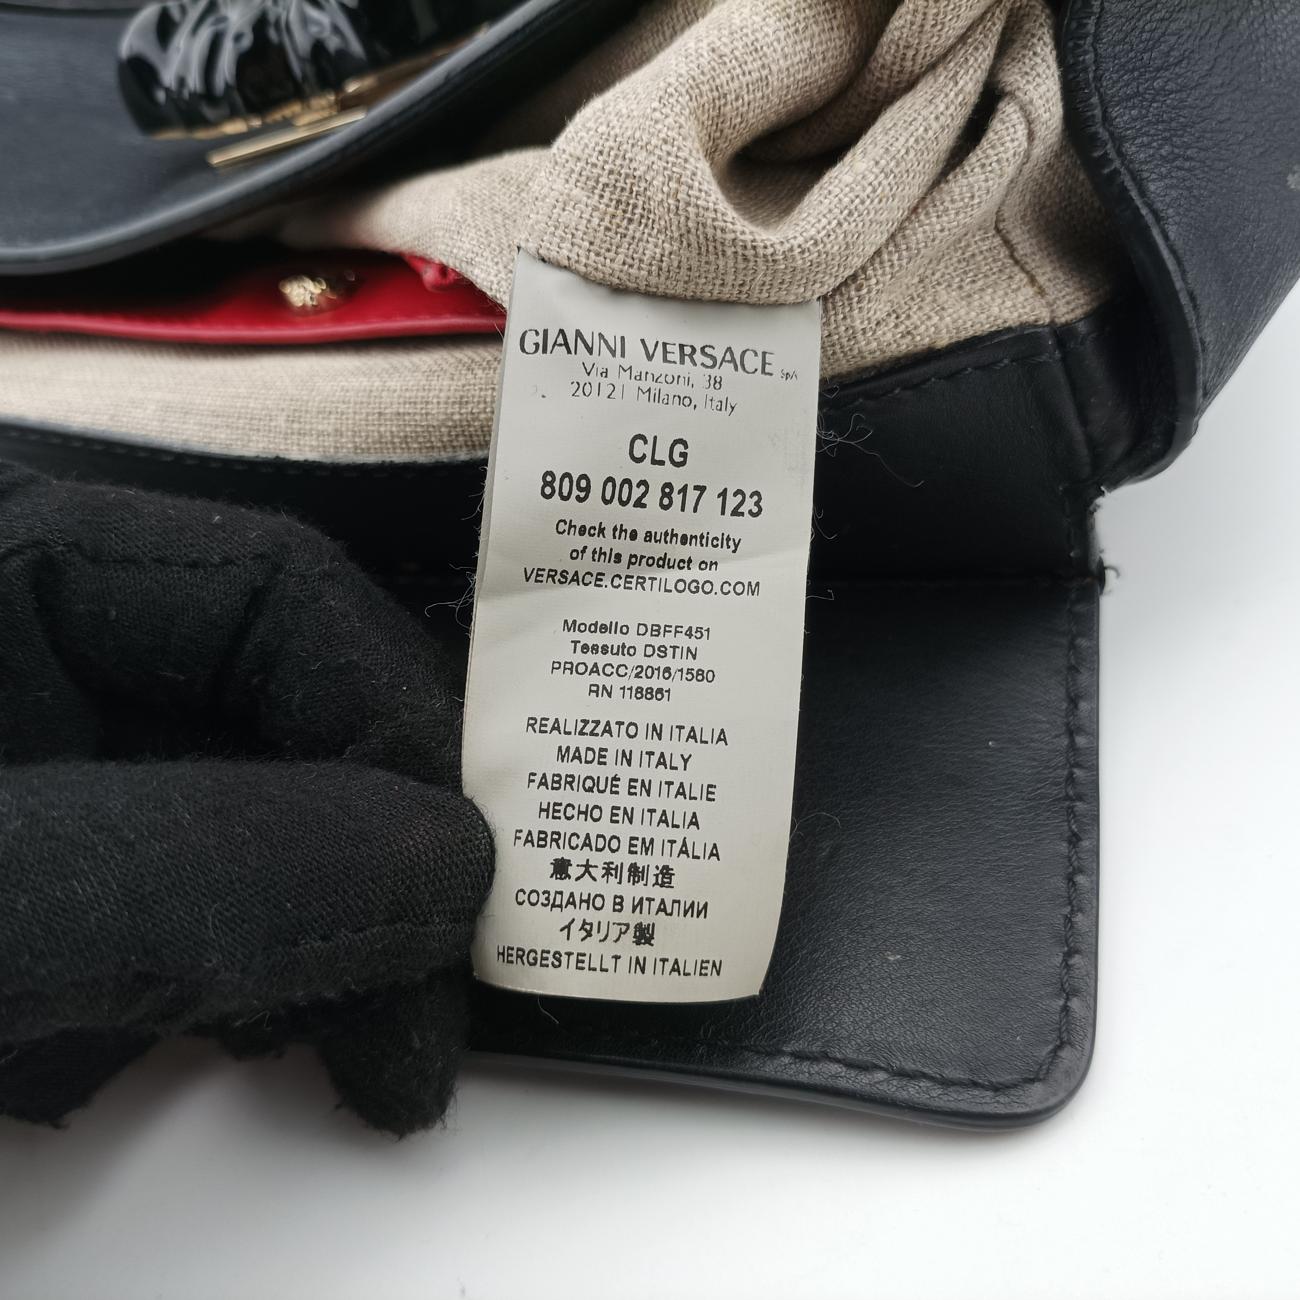 GIANNI VERSACE SpA
Via Manzoni, 38
20121 Milano, Italy
CLG
809 002 817 123
Check the authenticity
of this product on
VERSACE.CERTILOGO.COM
Modello DBFF451
Tessuto DSTIN
PROACC/2016/1580
RN 118861
REALIZZATO IN ITALIA
MADE IN ITALY
FABRIQUÉ EN ITALIE
HECHO EN ITALIA
FABRICADO EM ITÁLIA
意大利制造
СОЗДАНО В ИТАЛИИ
イタリア製
HERGESTELLT IN ITALIEN